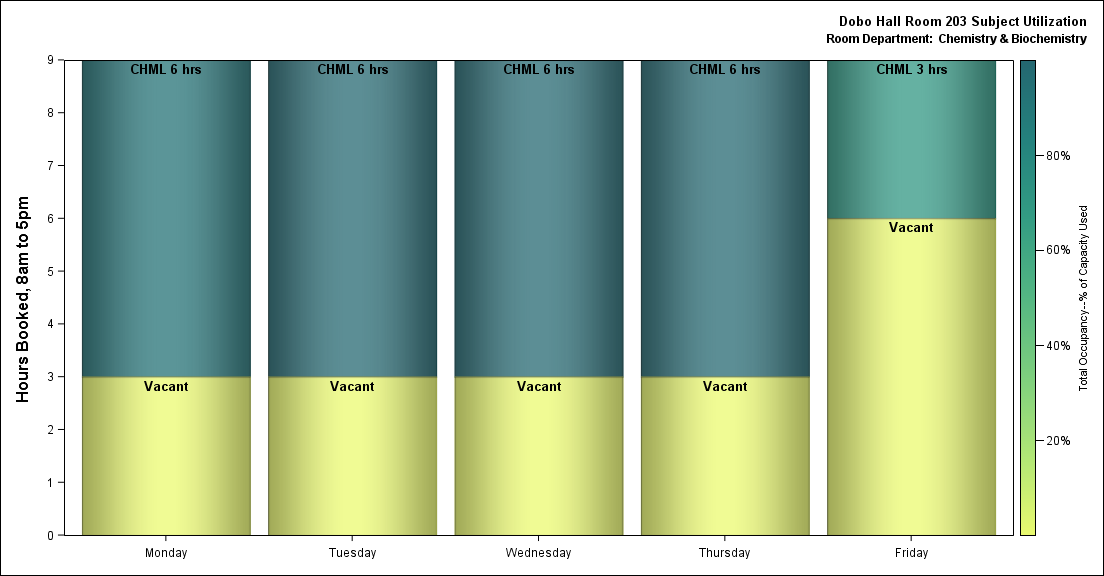 Dobo Hall Room 203 Subject Utilization
Room Department: Chemistry & Biochemistry
Hours Booked, 8am to 5pm
9
8
7
6
5
4
3
2
1
0
CHML 6 hrs
CHML 6 hrs
CHML 6 hrs
CHML 6 hrs
CHML 3 hrs
Vacant
Vacant
Vacant
Vacant
Vacant
Monday
Tuesday
Wednesday
Thursday
Friday
80%
60%
40%
20%
Total Occupancy--% of Capacity Used